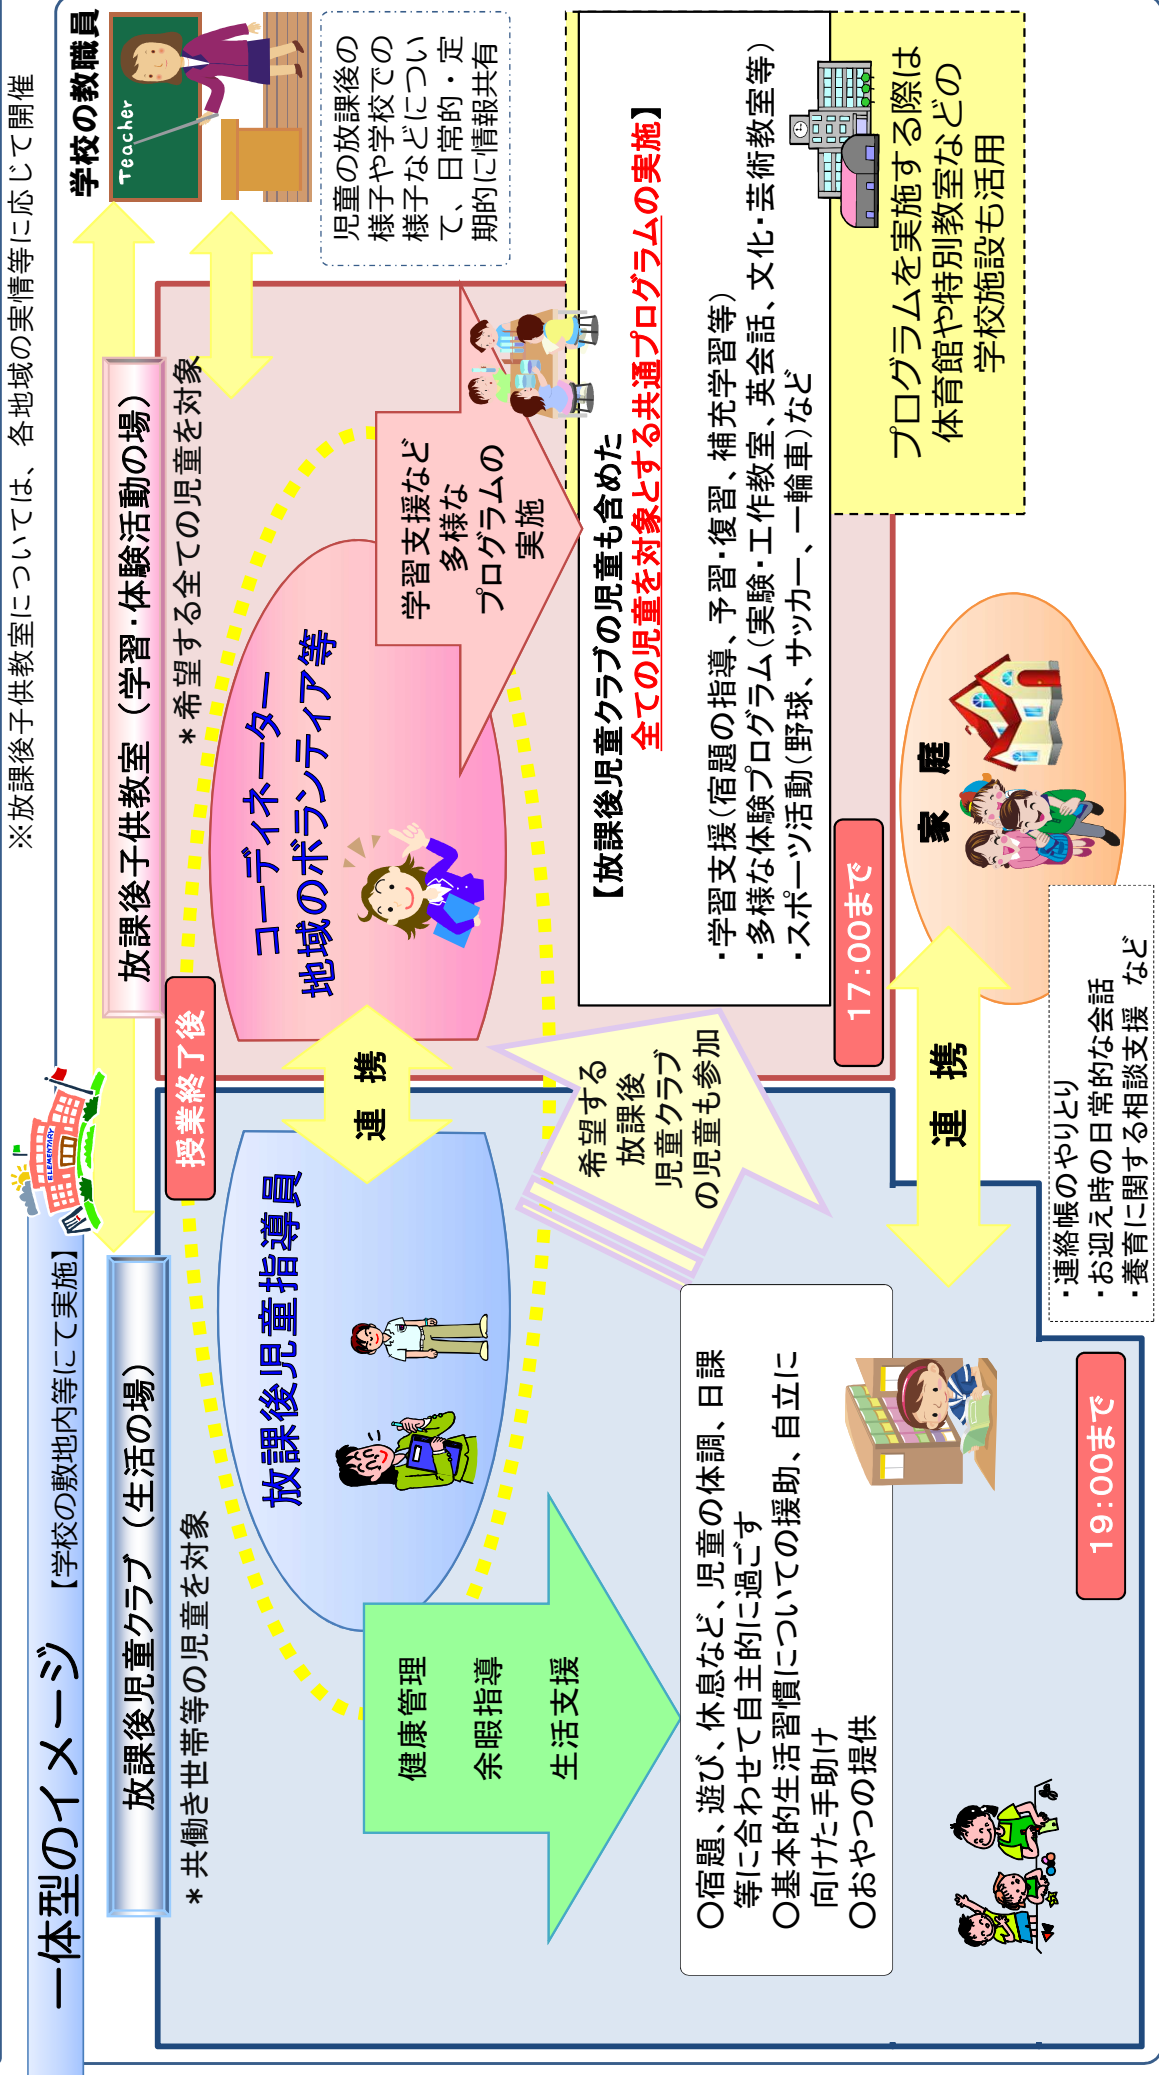 ※放課後子供教室については、各地域の実情等に応じて開催
一体型のイメージ
【学校の敷地内等にて実施】
ELEMENTARY
学校の教職員
Teacher
放課後児童クラブ（生活の場）
放課後子供教室（学習・体験活動の場）
＊共働き世帯等の児童を対象
授業終了後
＊希望する全ての児童を対象
児童の放課後の
様子や学校での
様子などについ
て、日常的・定
期的に情報共有
放課後児童指導員
連　携
コーディネーター
地域のボランティア等
健康管理
余暇指導
生活支援
学習支援など
多様な
プログラムの
実施
希望する
放課後
児童クラブ
の児童も参加
【放課後児童クラブの児童も含めた
全ての児童を対象とする共通プログラムの実施】
・学習支援（宿題の指導、予習・復習、補充学習等）
・多様な体験プログラム（実験・工作教室、英会話、文化・芸術教室等）
・スポーツ活動（野球、サッカー、一輪車）など
プログラムを実施する際は
体育館や特別教室などの
学校施設も活用
〇宿題、遊び、休息など、児童の体調、日課
等に合わせて自主的に過ごす
〇基本的生活習慣についての援助、自立に
向けた手助け
〇おやつの提供
17:00まで
連　携
家　庭
・連絡帳のやりとり
・お迎え時の日常的な会話
・養育に関する相談支援 など
19:00まで